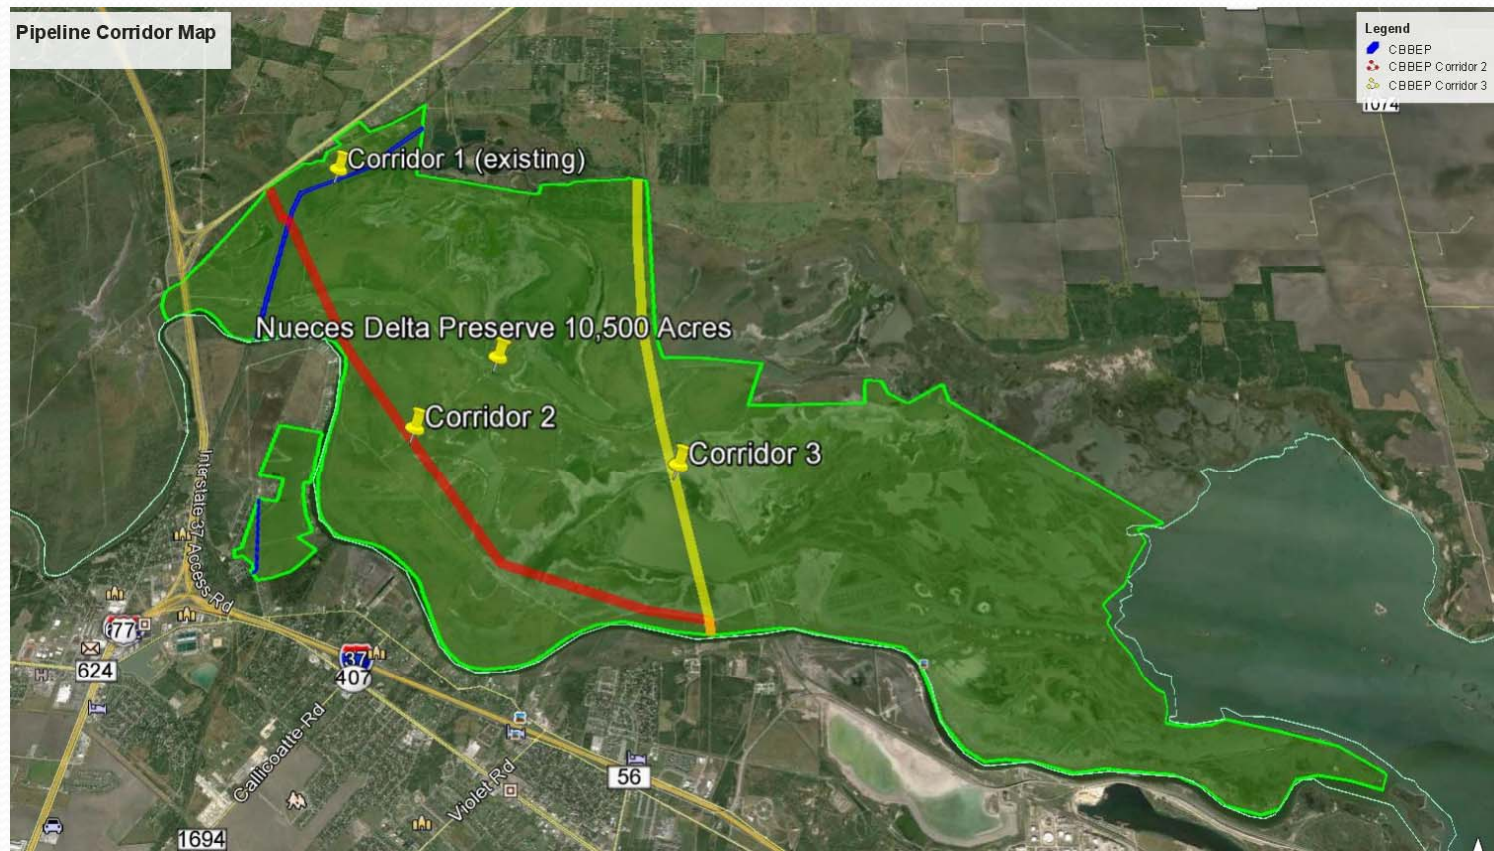 Pipeline Corridor Map
Legend
CBBEP
CBBEP Corridor 2
CBBEP Corridor 3
1074
Corridor 1 (existing)
Nueces Delta Preserve 10,500 Acres
Corridor 2
Corridor 3
Interstate 37 Access Rd
77
37
407
624
Callicoatte Rd
Violet Rd
56
1694